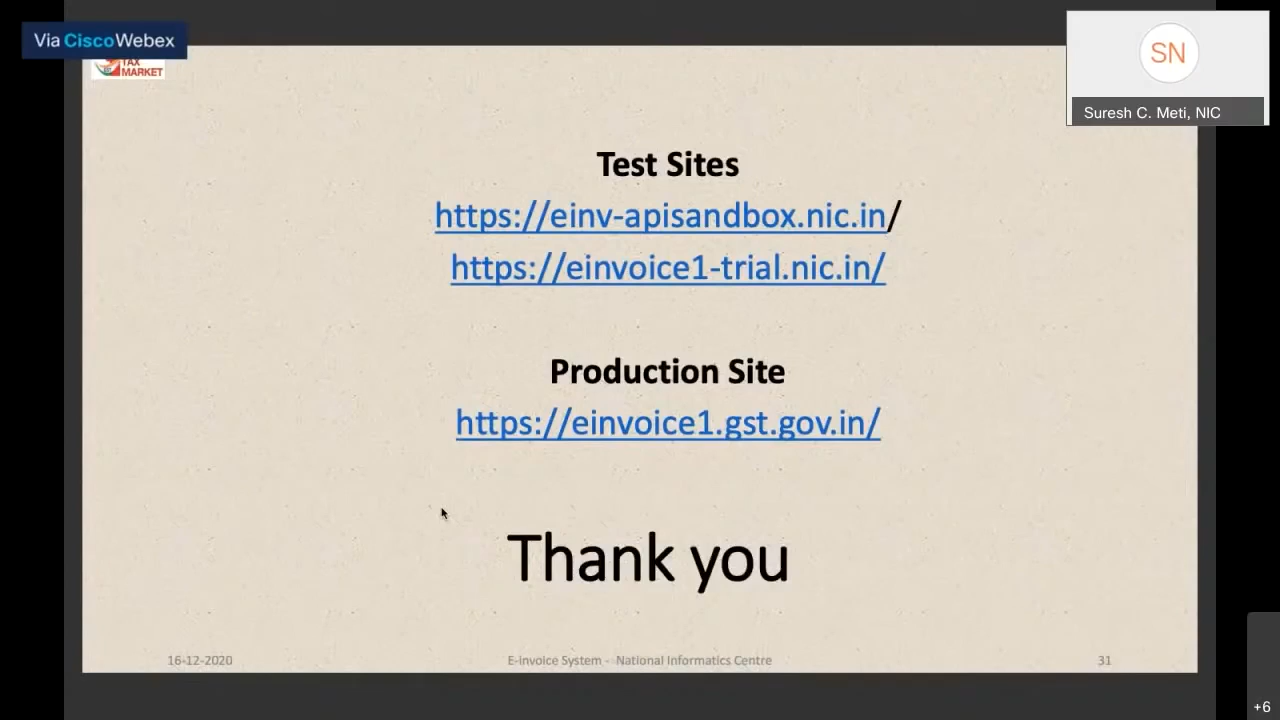 Via Cisco Webex
TAX
MARKET
SN
Suresh C. Meti, NIC
Test Sites
https://einv-apisandbox.nic.in/
https://einvoice1-trial.nic.in/
Production Site
https://einvoice1.gst.gov.in/
Thank you
16-12-2020
E-invoice System - National Informatics Centre
31
+6